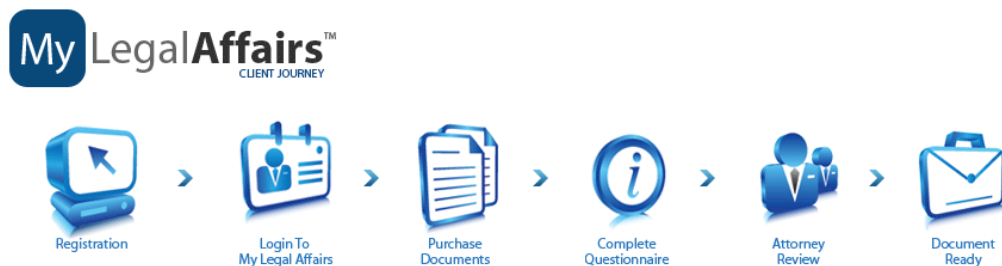 My LegalAffairs™
CLIENT JOURNEY
Registration
Login To
My Legal Affairs
Purchase
Documents
Complete
Questionnaire
Attorney
Review
Document
Ready